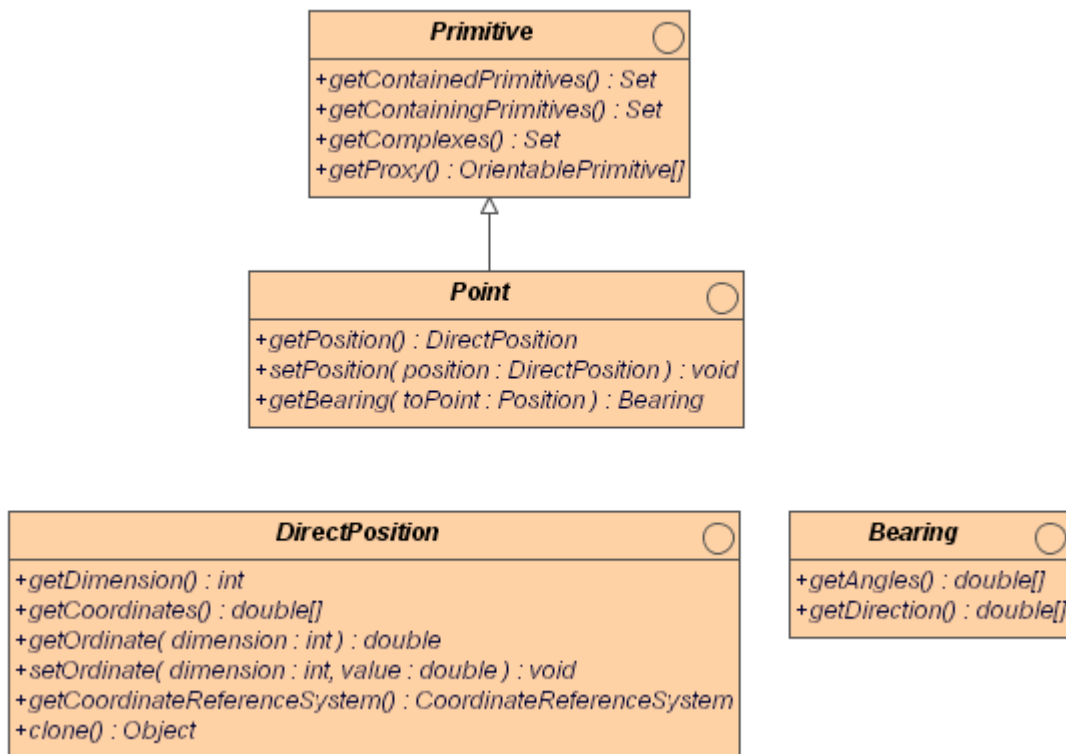 Primitive
+getContainedPrimitives() : Set
+getContainingPrimitives() : Set
+getComplexes() : Set
+getProxy() : OrientablePrimitive[]
Point
+getPosition() : DirectPosition
+setPosition( position : DirectPosition ) : void
+getBearing( toPoint : Position ) : Bearing
DirectPosition
+getDimension() : int
+getCoordinates() : double[]
+getOrdinate( dimension : int ) : double
+setOrdinate( dimension : int, value : double ) : void
+getCoordinateReferenceSystem() : CoordinateReferenceSystem
+clone() : Object
Bearing
+getAngles() : double[]
+getDirection() : double[]